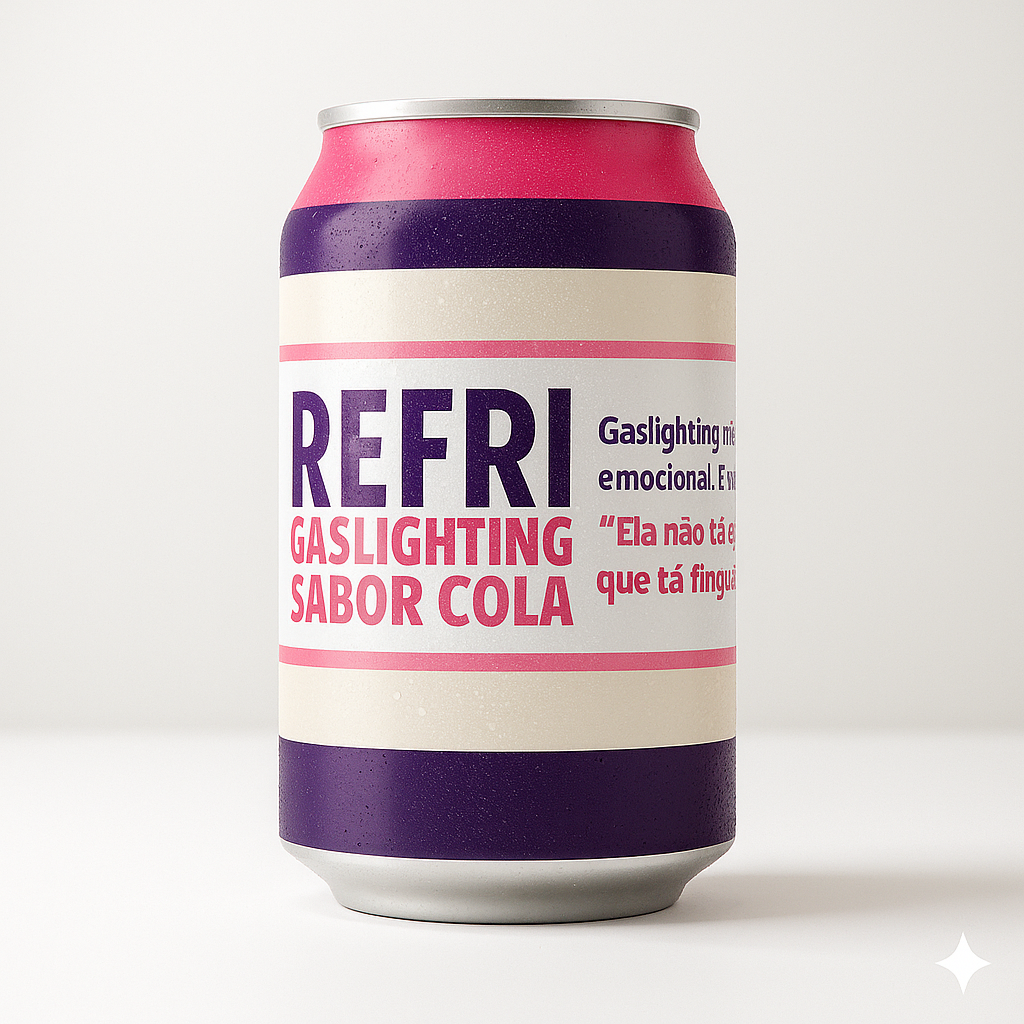 REFRI
GASLIGHTING
SABOR COLA
Gaslighting
emocional. E
“Ela não tá
que tá